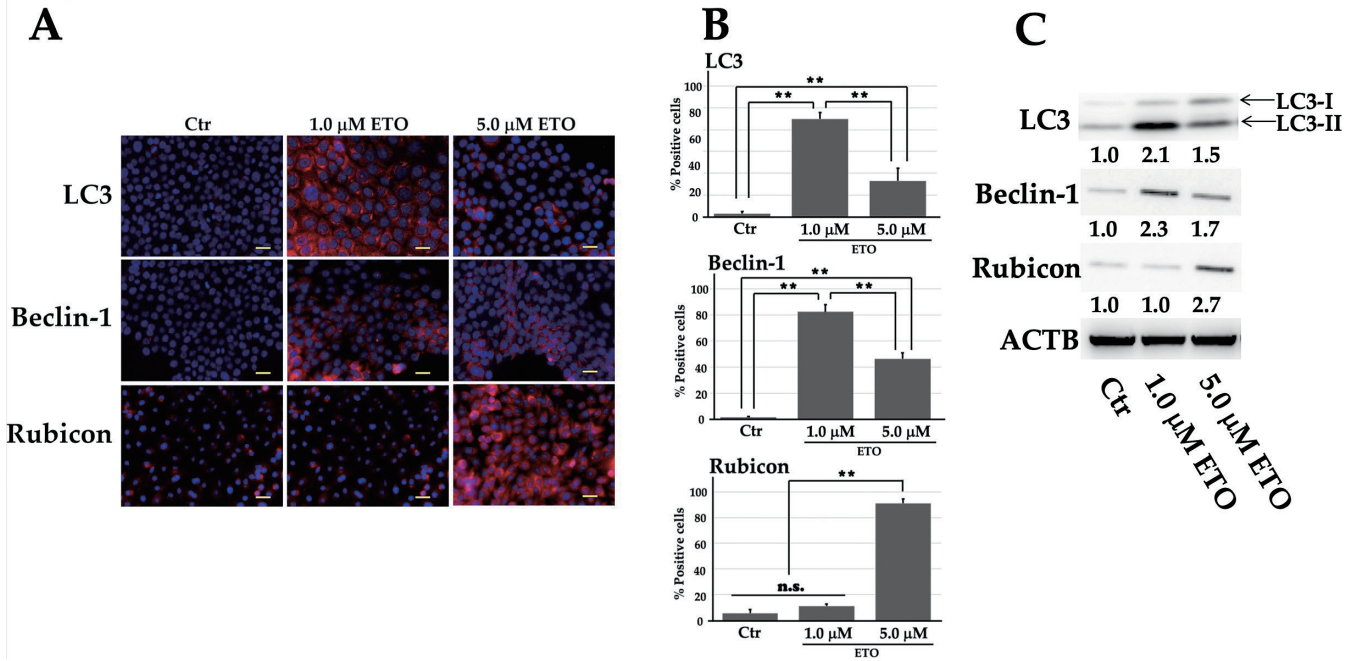 A
Ctr 1.0 µM ETO 5.0 µM ETO
LC3
Beclin-1
Rubicon
B
LC3
% Positive cells
100
80
60
40
20
0
** ** **
Ctr 1.0 µM 5.0 µM
ETO
Beclin-1
% Positive cells
100
80
60
40
20
0
** ** **
Ctr 1.0 µM 5.0 µM
ETO
Rubicon
% Positive cells
100
80
60
40
20
0
**
n.s.
Ctr 1.0 µM 5.0 µM
ETO
C
LC3
LC3-I
LC3-II
1.0 2.1 1.5
Beclin-1
1.0 2.3 1.7
Rubicon
1.0 1.0 2.7
ACTB
Ctr
1.0 µM ETO
5.0 µM ETO